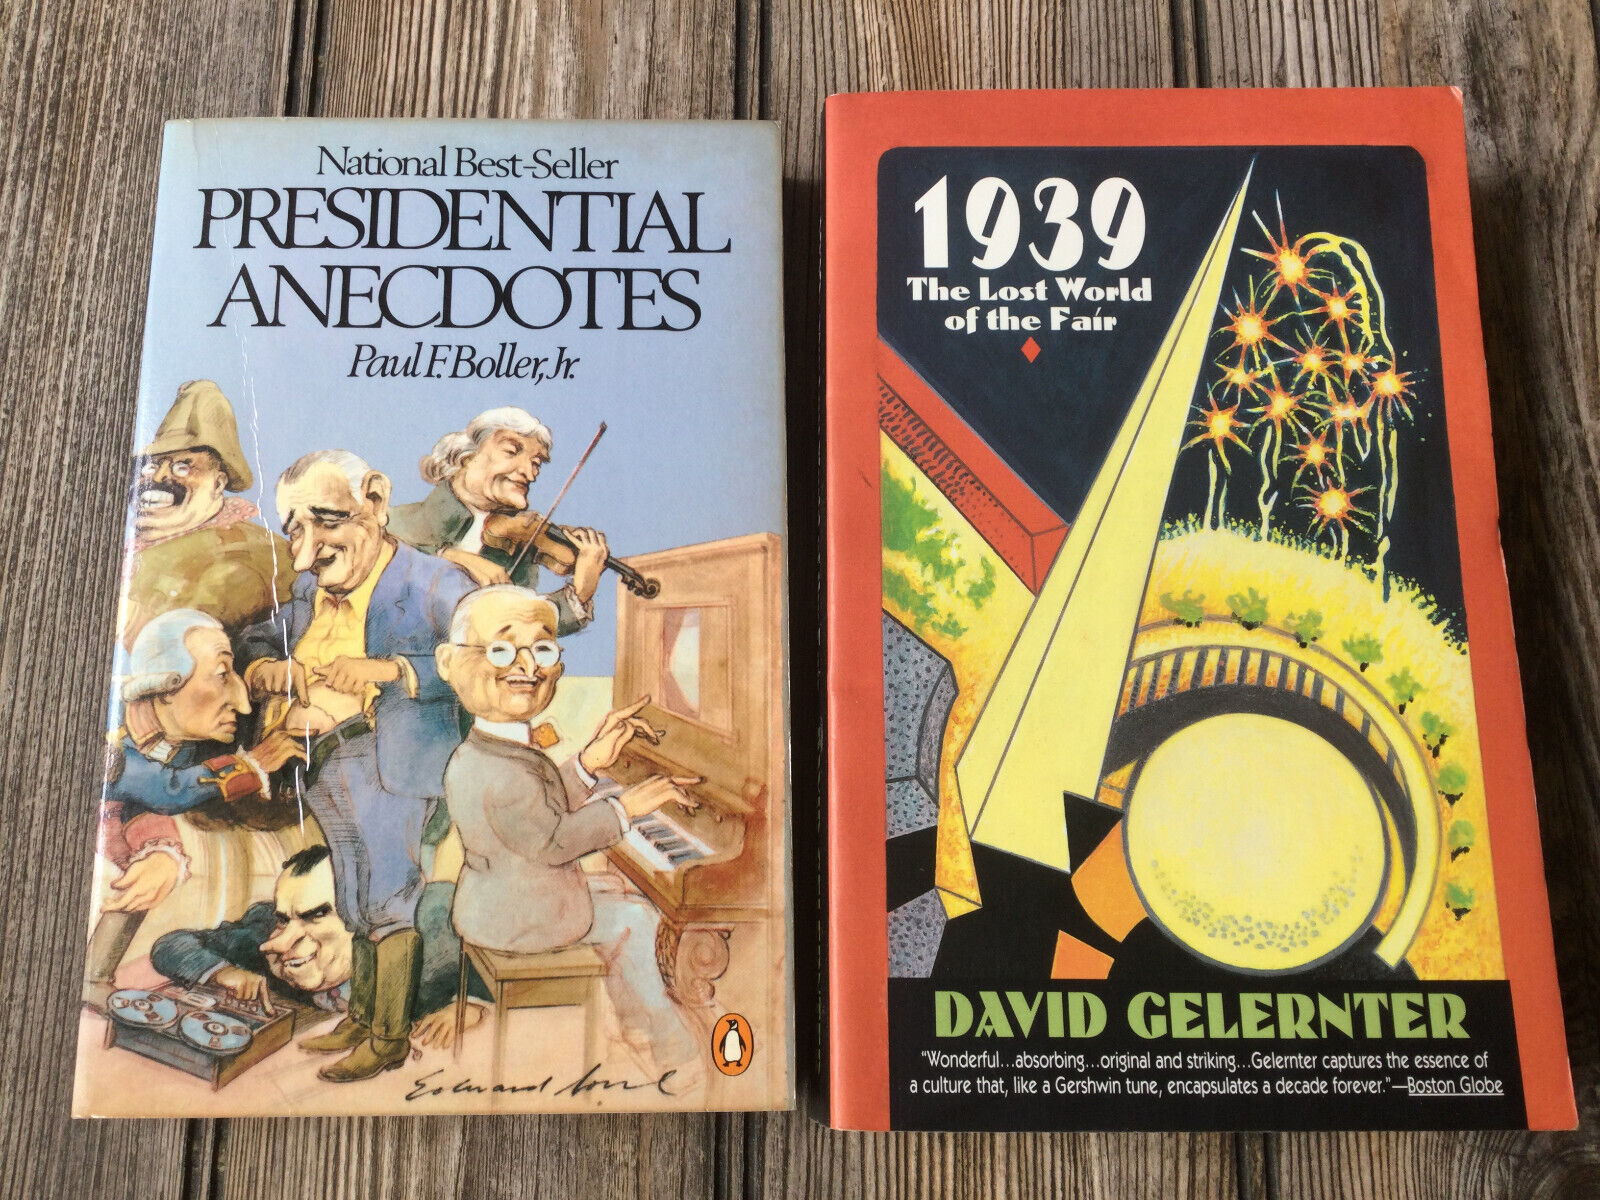 National Best-Seller
PRESIDENTIAL
ANECDOTES
Paul F. Boller, Jr.
1939
The Lost World
of the Fair
DAVID GELERNTER
"Wonderful...absorbing...original and striking...Gelernter captures the essence of
a culture that, like a Gershwin tune, encapsulates a decade forever."—Boston Globe